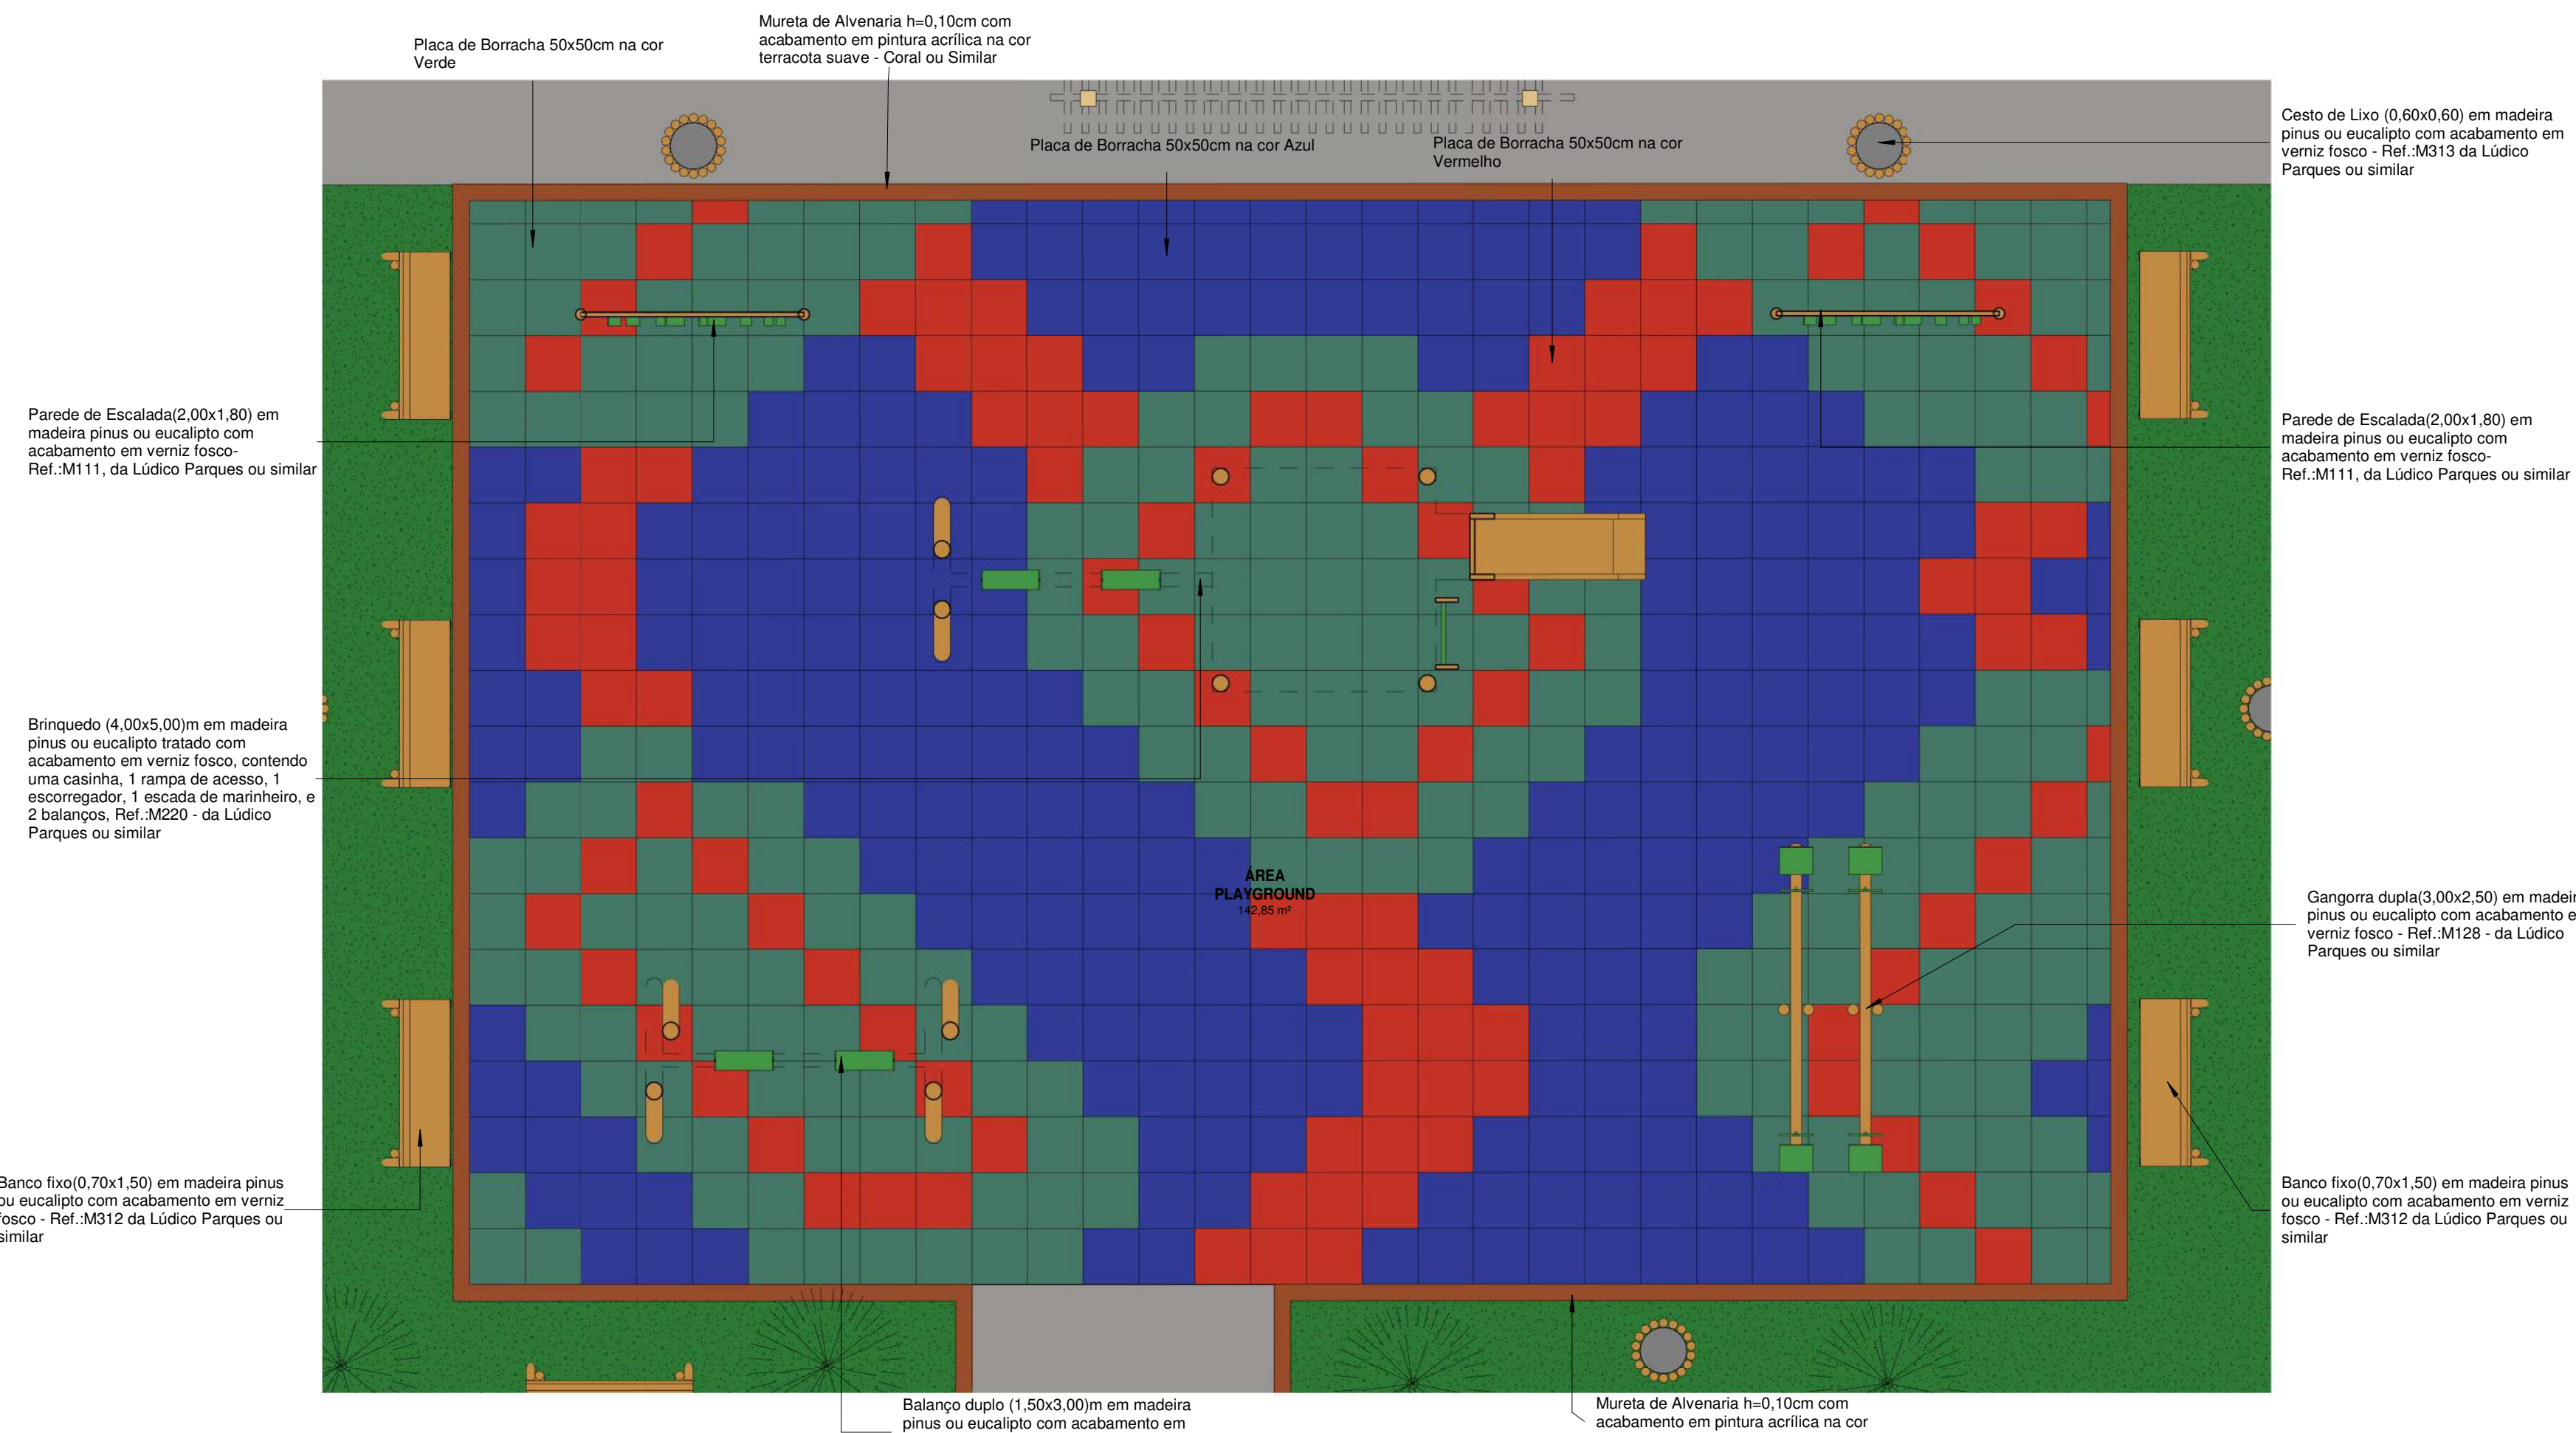 Placa de Borracha 50x50cm na cor
Verde
Mureta de Alvenaria h=0,10cm com
acabamento em pintura acrílica na cor
terracota suave - Coral ou Similar
Placa de Borracha 50x50cm na cor Azul
Placa de Borracha 50x50cm na cor
Vermelho
Cesto de Lixo (0,60x0,60) em madeira
pinus ou eucalipto com acabamento em
verniz fosco - Ref.:M313 da Lúdico
Parques ou similar
Parede de Escalada(2,00x1,80) em
madeira pinus ou eucalipto com
acabamento em verniz fosco-
Ref.:M111, da Lúdico Parques ou similar
Parede de Escalada(2,00x1,80) em
madeira pinus ou eucalipto com
acabamento em verniz fosco-
Ref.:M111, da Lúdico Parques ou similar
Brinquedo (4,00x5,00)m em madeira
pinus ou eucalipto tratado com
acabamento em verniz fosco, contendo
uma casinha, 1 rampa de acesso, 1
escorregador, 1 escada de marinheiro, e
2 balanços, Ref.:M220 - da Lúdico
Parques ou similar
ÁREA
PLAYGROUND
142,85 m²
Gangorra dupla(3,00x2,50) em madeir
pinus ou eucalipto com acabamento e
verniz fosco - Ref.:M128 - da Lúdico
Parques ou similar
Banco fixo(0,70x1,50) em madeira pinus
ou eucalipto com acabamento em verniz
fosco - Ref.:M312 da Lúdico Parques ou
similar
Banco fixo(0,70x1,50) em madeira pinus
ou eucalipto com acabamento em verniz
fosco - Ref.:M312 da Lúdico Parques ou
similar
Balanço duplo (1,50x3,00)m em madeira
pinus ou eucalipto com acabamento em
Mureta de Alvenaria h=0,10cm com
acabamento em pintura acrílica na cor